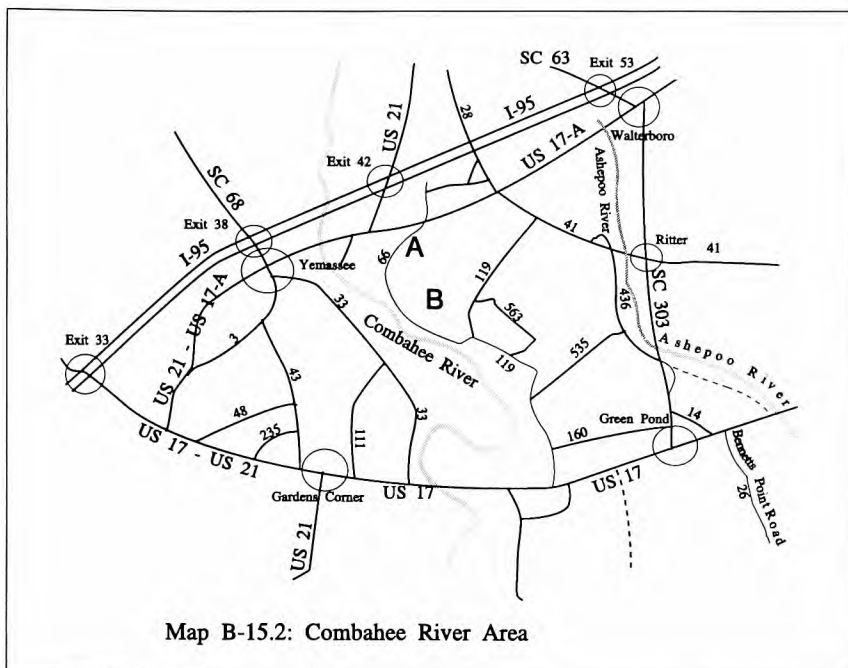 SC 63
Exit 53
I-95
US 21
28
US 17-A
Walterboro
Exit 42
SC 68
Ashepoo River
Exit 38
I-95
Yemassee
A
66
B
119
41
Ritter
41
33
563
436
SC 303
US 21 - US 17-A
Combahee River
Exit 33
3
119
535
Ashepoo River
43
48
235
111
33
Green Pond
14
160
US 17 - US 21
Gardens Corner
US 17
US 17
Bennetts Point Road
26
US 21
Map B-15.2: Combahee River Area